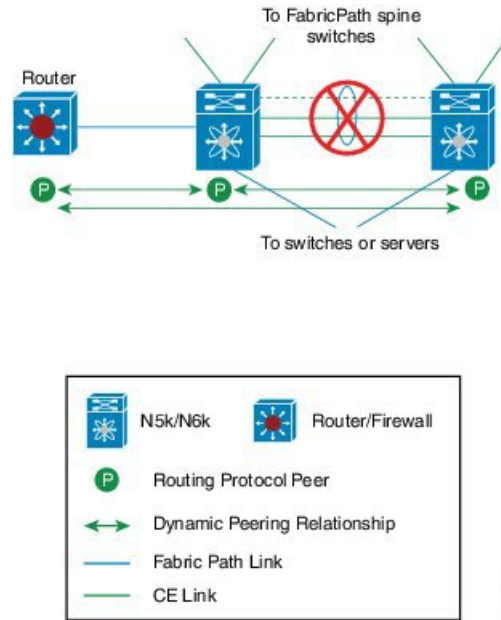 To FabricPath spine
switches
Router
P
P
P
To switches or servers
N5k/N6k
Router/Firewall
P
Routing Protocol Peer
Dynamic Peering Relationship
Fabric Path Link
CE Link